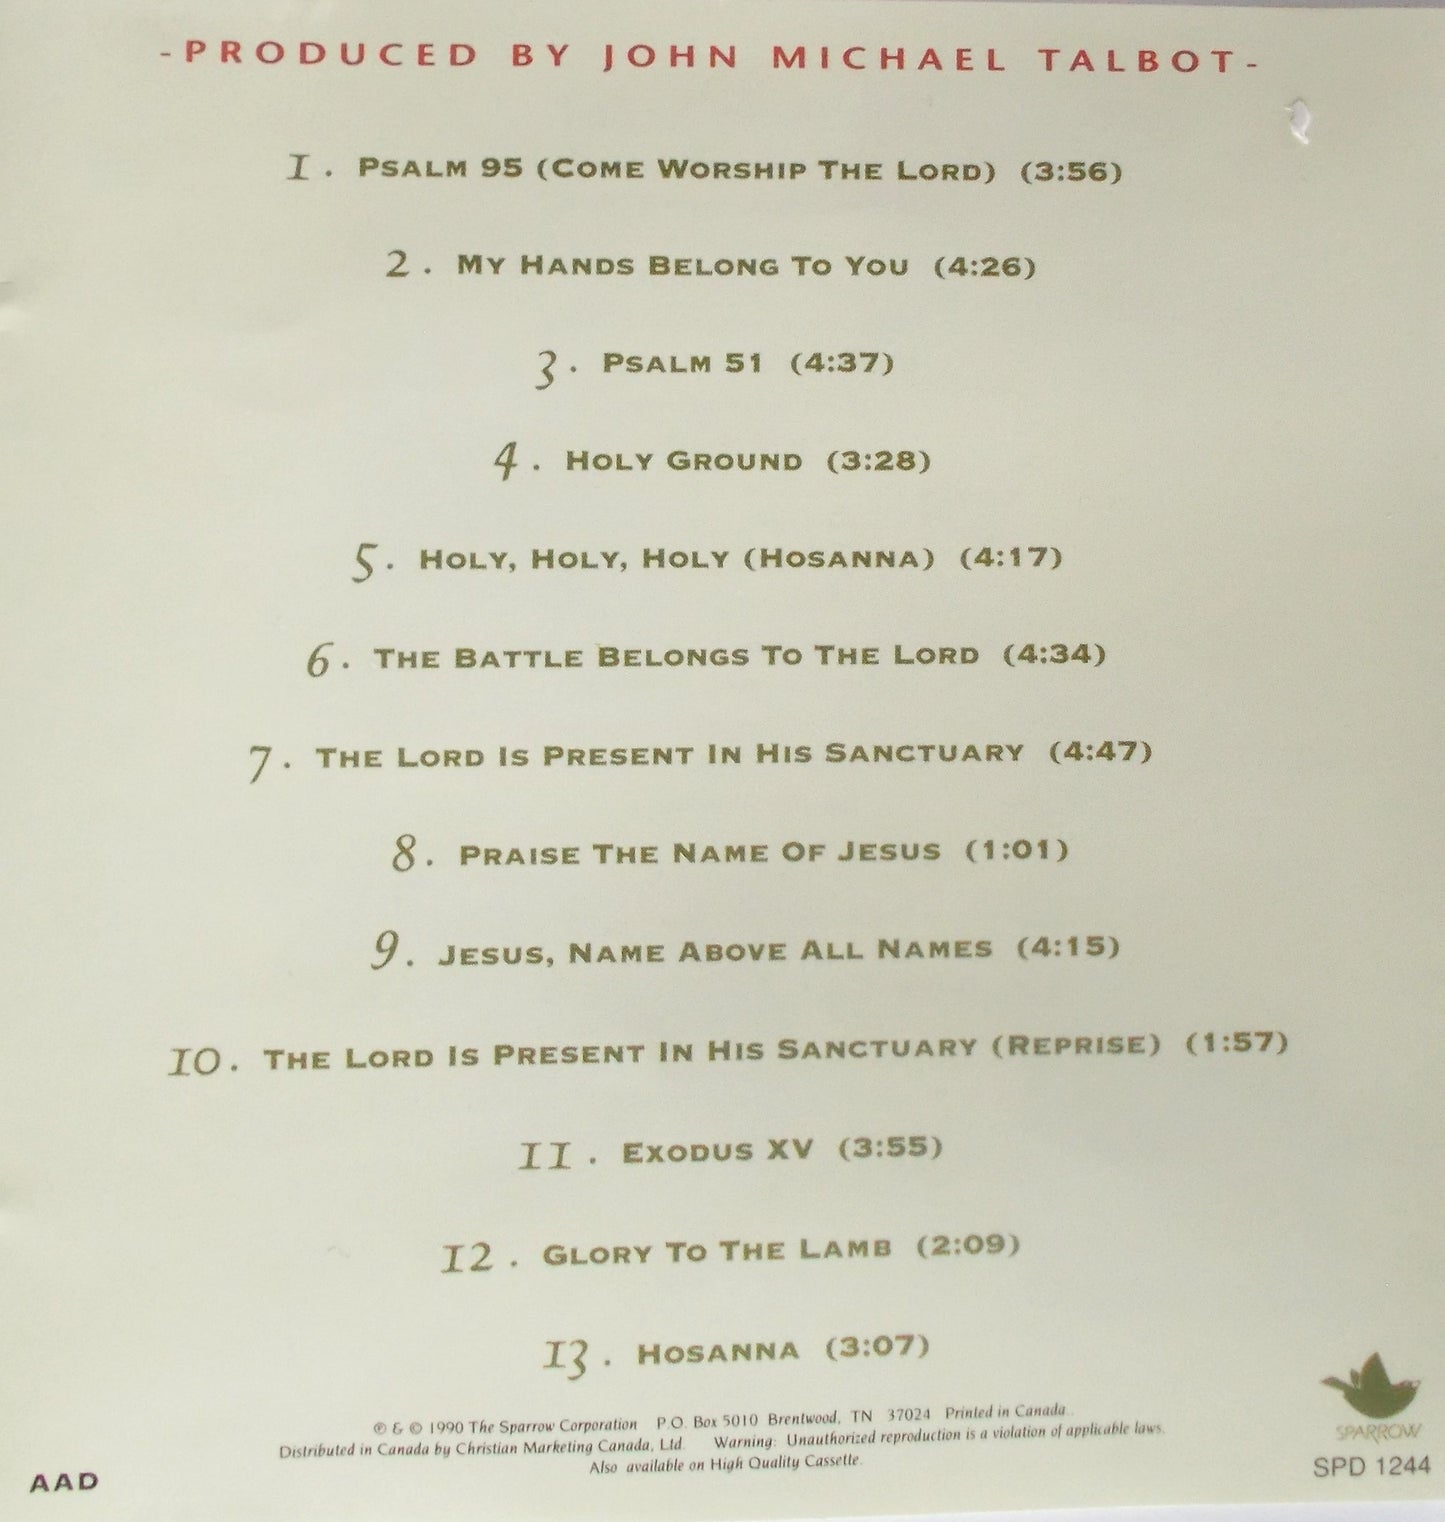 -PRODUCED BY JOHN MICHAEL TALBOT-
1. PSALM 95 (COME WORSHIP THE LORD) (3:56)
2. MY HANDS BELONG TO YOU (4:26)
3. PSALM 51 (4:37)
4. HOLY GROUND (3:28)
5. HOLY, HOLY, HOLY (HOSANNA) (4:17)
6. THE BATTLE BELONGS TO THE LORD (4:34)
7. THE LORD IS PRESENT IN HIS SANCTUARY (4:47)
8. PRAISE THE NAME OF JESUS (1:01)
9. JESUS, NAME ABOVE ALL NAMES (4:15)
10. THE LORD IS PRESENT IN HIS SANCTUARY (REPRISE) (1:57)
11. EXODUS XV (3:55)
12. GLORY TO THE LAMB (2:09)
13. HOSANNA (3:07)
℗ & © 1990 The Sparrow Corporation P.O. Box 5010 Brentwood, TN 37024 Printed in Canada.
Distributed in Canada by Christian Marketing Canada, Ltd. Warning: Unauthorized reproduction is a violation of applicable laws.
Also available on High Quality Cassette.
AAD
SPARROW
SPD 1244